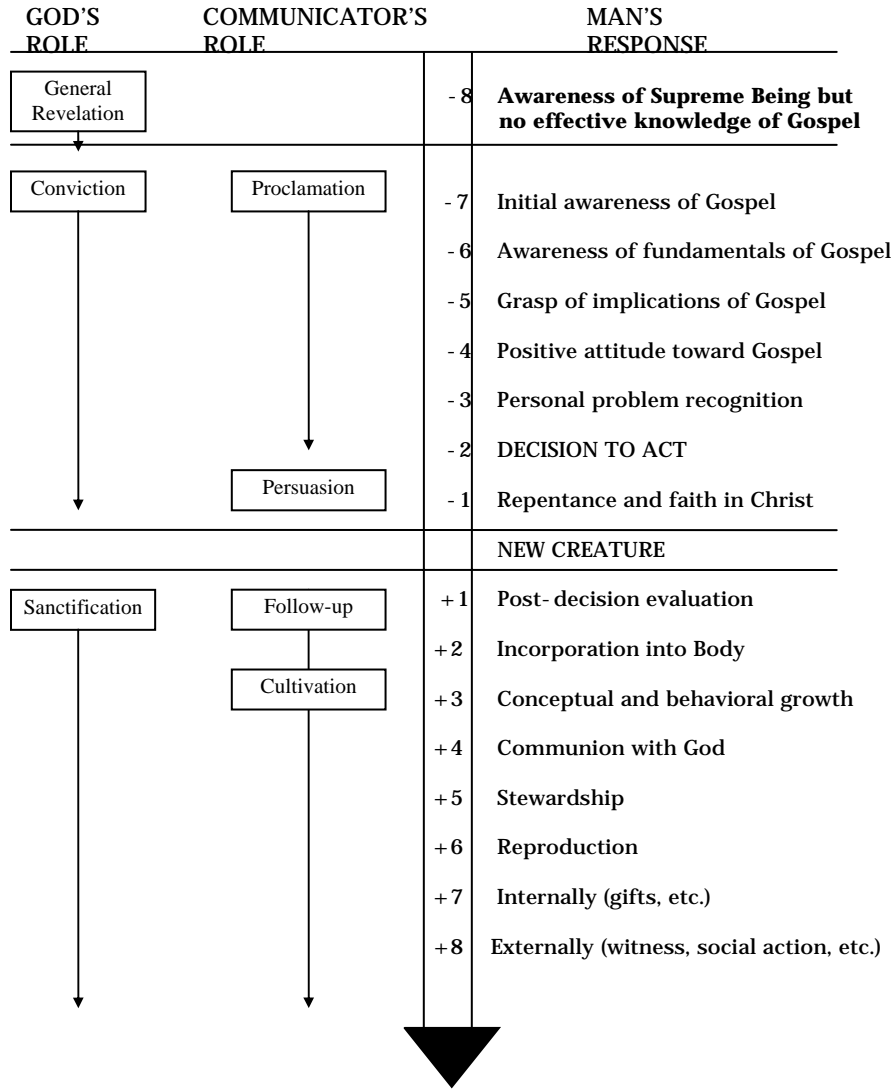 GOD'S COMMUNICATOR'S MAN'S
ROLE ROLE RESPONSE
General
Revelation
- 8 Awareness of Supreme Being but
no effective knowledge of Gospel
Conviction Proclamation
- 7 Initial awareness of Gospel
- 6 Awareness of fundamentals of Gospel
- 5 Grasp of implications of Gospel
- 4 Positive attitude toward Gospel
- 3 Personal problem recognition
- 2 DECISION TO ACT
Persuasion
- 1 Repentance and faith in Christ
NEW CREATURE
Sanctification Follow-up +1 Post- decision evaluation
+2 Incorporation into Body
Cultivation +3 Conceptual and behavioral growth
+4 Communion with God
+5 Stewardship
+6 Reproduction
+7 Internally (gifts, etc.)
+8 Externally (witness, social action, etc.)